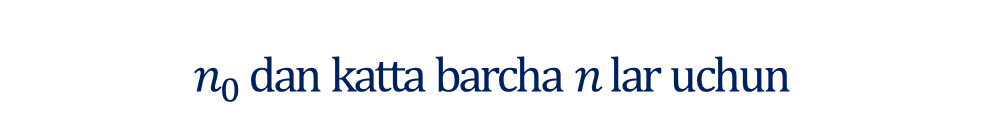 n₀ dan katta barcha n lar uchun